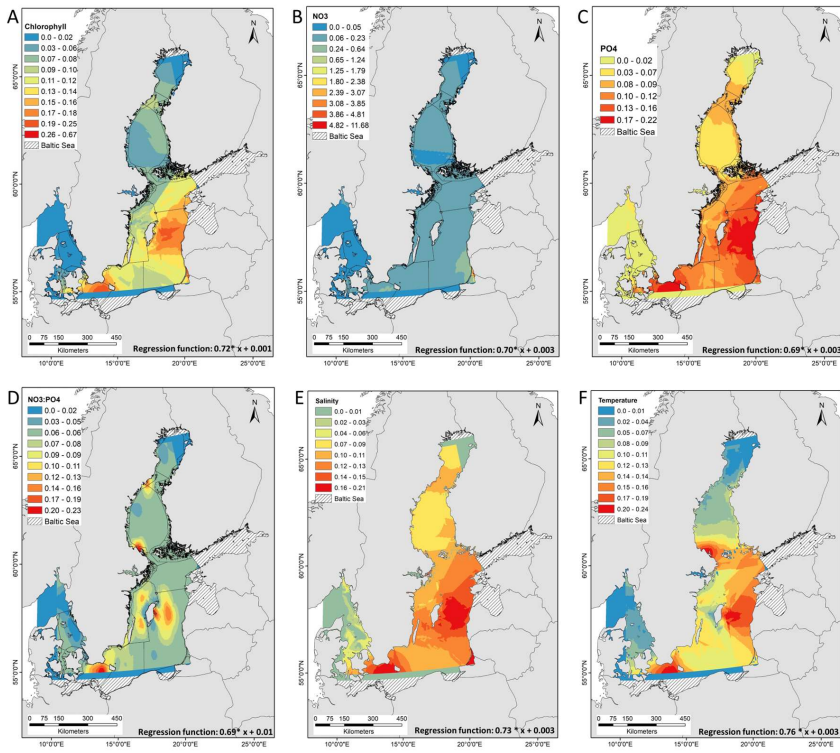 A
Chlorophyll
0.0 - 0.02
0.03 - 0.06
0.07 - 0.08
0.09 - 0.10
0.11 - 0.12
0.13 - 0.14
0.15 - 0.16
0.17 - 0.18
0.19 - 0.25
0.26 - 0.67
Baltic Sea
N
65°0'0"N
60°0'0"N
55°0'0"N
0 75 150 300 450
Kilometers
Regression function: 0.72* x + 0.001
10°0'0"E 15°0'0"E 20°0'0"E 25°0'0"E
B
NO3
0.0 - 0.05
0.06 - 0.23
0.24 - 0.64
0.65 - 1.24
1.25 - 1.79
1.80 - 2.38
2.39 - 3.07
3.08 - 3.85
3.86 - 4.81
4.82 - 11.68
Baltic Sea
N
65°0'0"N
60°0'0"N
55°0'0"N
0 75 150 300 450
Kilometers
Regression function: 0.70* x + 0.003
10°0'0"E 15°0'0"E 20°0'0"E 25°0'0"E
C
PO4
0.0 - 0.02
0.03 - 0.07
0.08 - 0.09
0.10 - 0.12
0.13 - 0.16
0.17 - 0.22
Baltic Sea
N
65°0'0"N
60°0'0"N
55°0'0"N
0 75 150 300 450
Kilometers
Regression function: 0.69* x + 0.003
10°0'0"E 15°0'0"E 20°0'0"E 25°0'0"E
D
NO3:PO4
0.0 - 0.02
0.03 - 0.05
0.06 - 0.06
0.07 - 0.08
0.09 - 0.09
0.10 - 0.11
0.12 - 0.13
0.14 - 0.16
0.17 - 0.19
0.20 - 0.23
Baltic Sea
N
65°0'0"N
60°0'0"N
55°0'0"N
0 75 150 300 450
Kilometers
Regression function: 0.69* x + 0.01
10°0'0"E 15°0'0"E 20°0'0"E 25°0'0"E
E
Salinity
0.0 - 0.01
0.02 - 0.03
0.04 - 0.06
0.07 - 0.09
0.10 - 0.11
0.12 - 0.13
0.14 - 0.15
0.16 - 0.21
Baltic Sea
N
65°0'0"N
60°0'0"N
55°0'0"N
0 75 150 300 450
Kilometers
Regression function: 0.73 * x + 0.003
10°0'0"E 15°0'0"E 20°0'0"E 25°0'0"E
F
Temperature
0.0 - 0.01
0.02 - 0.04
0.05 - 0.07
0.08 - 0.09
0.10 - 0.11
0.12 - 0.13
0.14 - 0.14
0.15 - 0.16
0.17 - 0.19
0.20 - 0.24
Baltic Sea
N
65°0'0"N
60°0'0"N
55°0'0"N
0 75 150 300 450
Kilometers
Regression function: 0.76 * x + 0.003
10°0'0"E 15°0'0"E 20°0'0"E 25°0'0"E